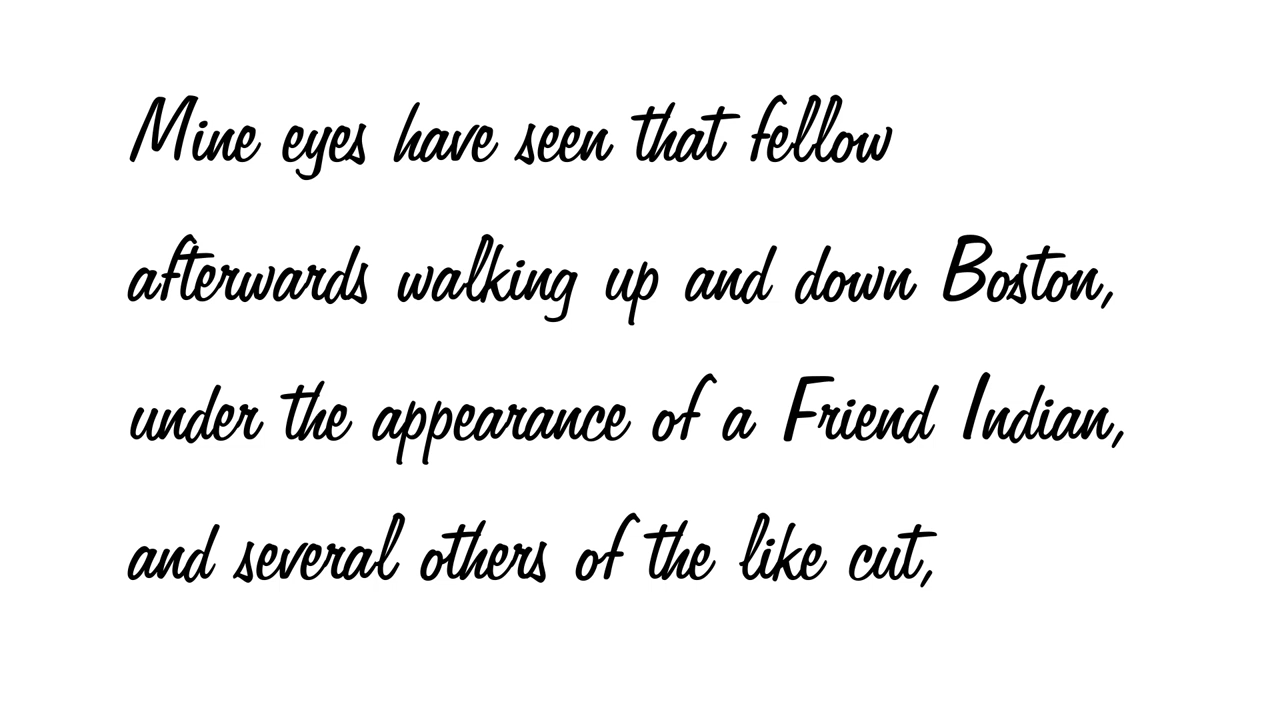 Mine eyes have seen that fellow
afterwards walking up and down Boston,
under the appearance of a Friend Indian,
and several others of the like cut,